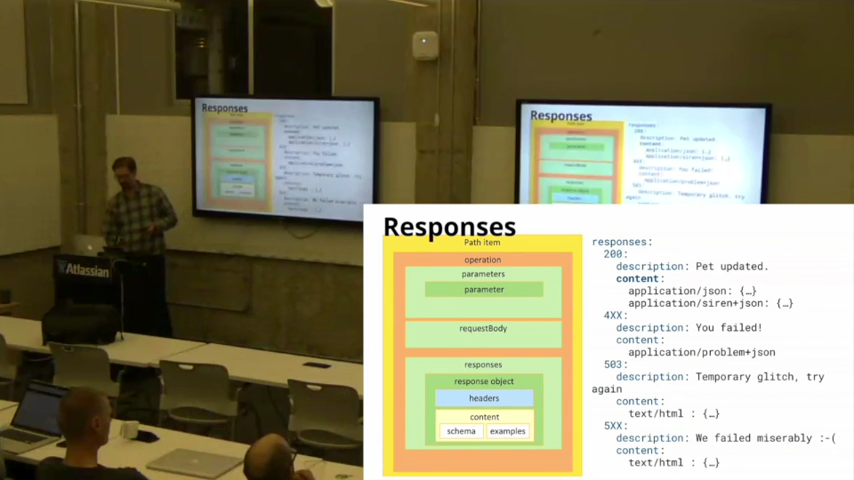 Responses
Responses
Atlassian
Responses
Path item
operation
parameters
parameter
requestBody
responses
response object
headers
content
schema
examples
responses:
200:
description: Pet updated.
content:
application/json: {…}
application/siren+json: {…}
4XX:
description: You failed!
content:
application/problem+json
503:
description: Temporary glitch, try
again
content:
text/html : {…}
5XX:
description: We failed miserably :-(
content:
text/html : {…}